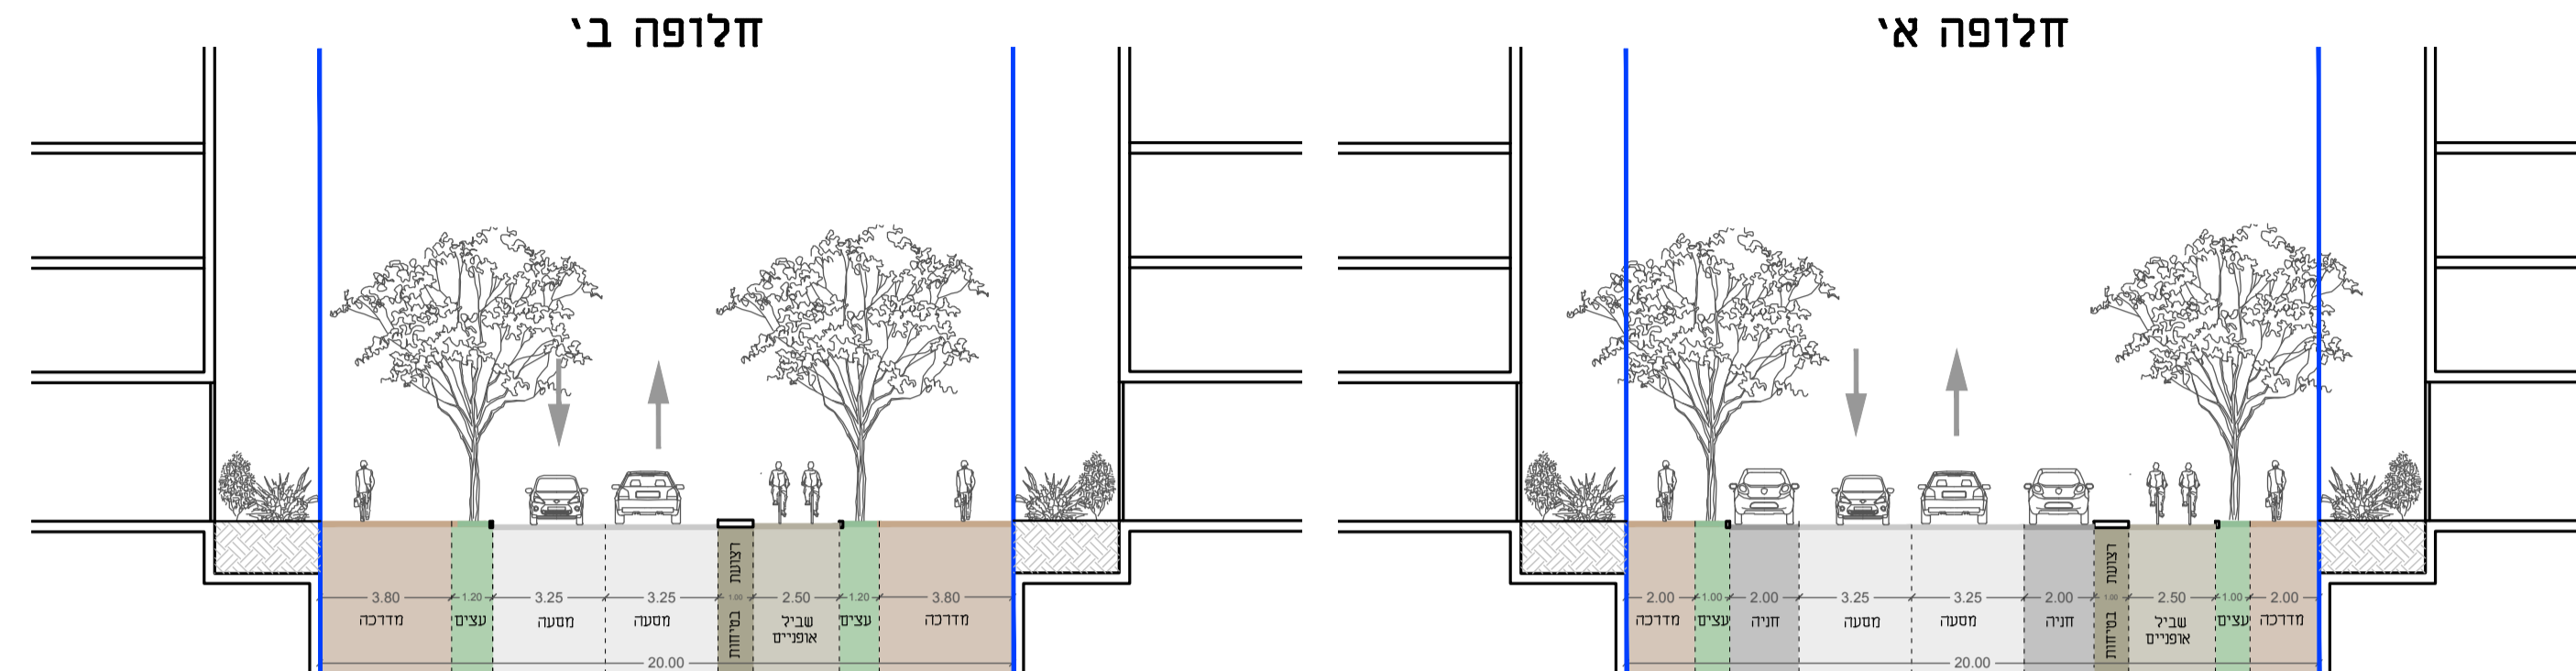 חלופה א'
2.00
מדרכה
1.00
עצים
2.00
חניה
3.25
מסעה
3.25
מסעה
2.00
חניה
1.00
רצועת בטיחות
2.50
שביל
אופניים
1.00
עצים
2.00
מדרכה
20.00
חלופה ב'
3.80
מדרכה
1.20
עצים
3.25
מסעה
3.25
מסעה
1.00
רצועת בטיחות
2.50
שביל
אופניים
1.20
עצים
3.80
מדרכה
20.00